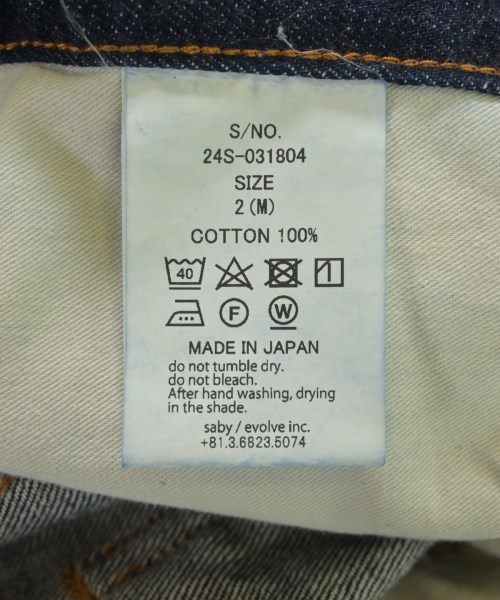 S/NO.
24S-031804
SIZE
2 (M)
COTTON 100%
40
F W
MADE IN JAPAN
do not tumble dry.
do not bleach.
After hand washing, drying
in the shade.
saby / evolve inc.
+81.3.6823.5074